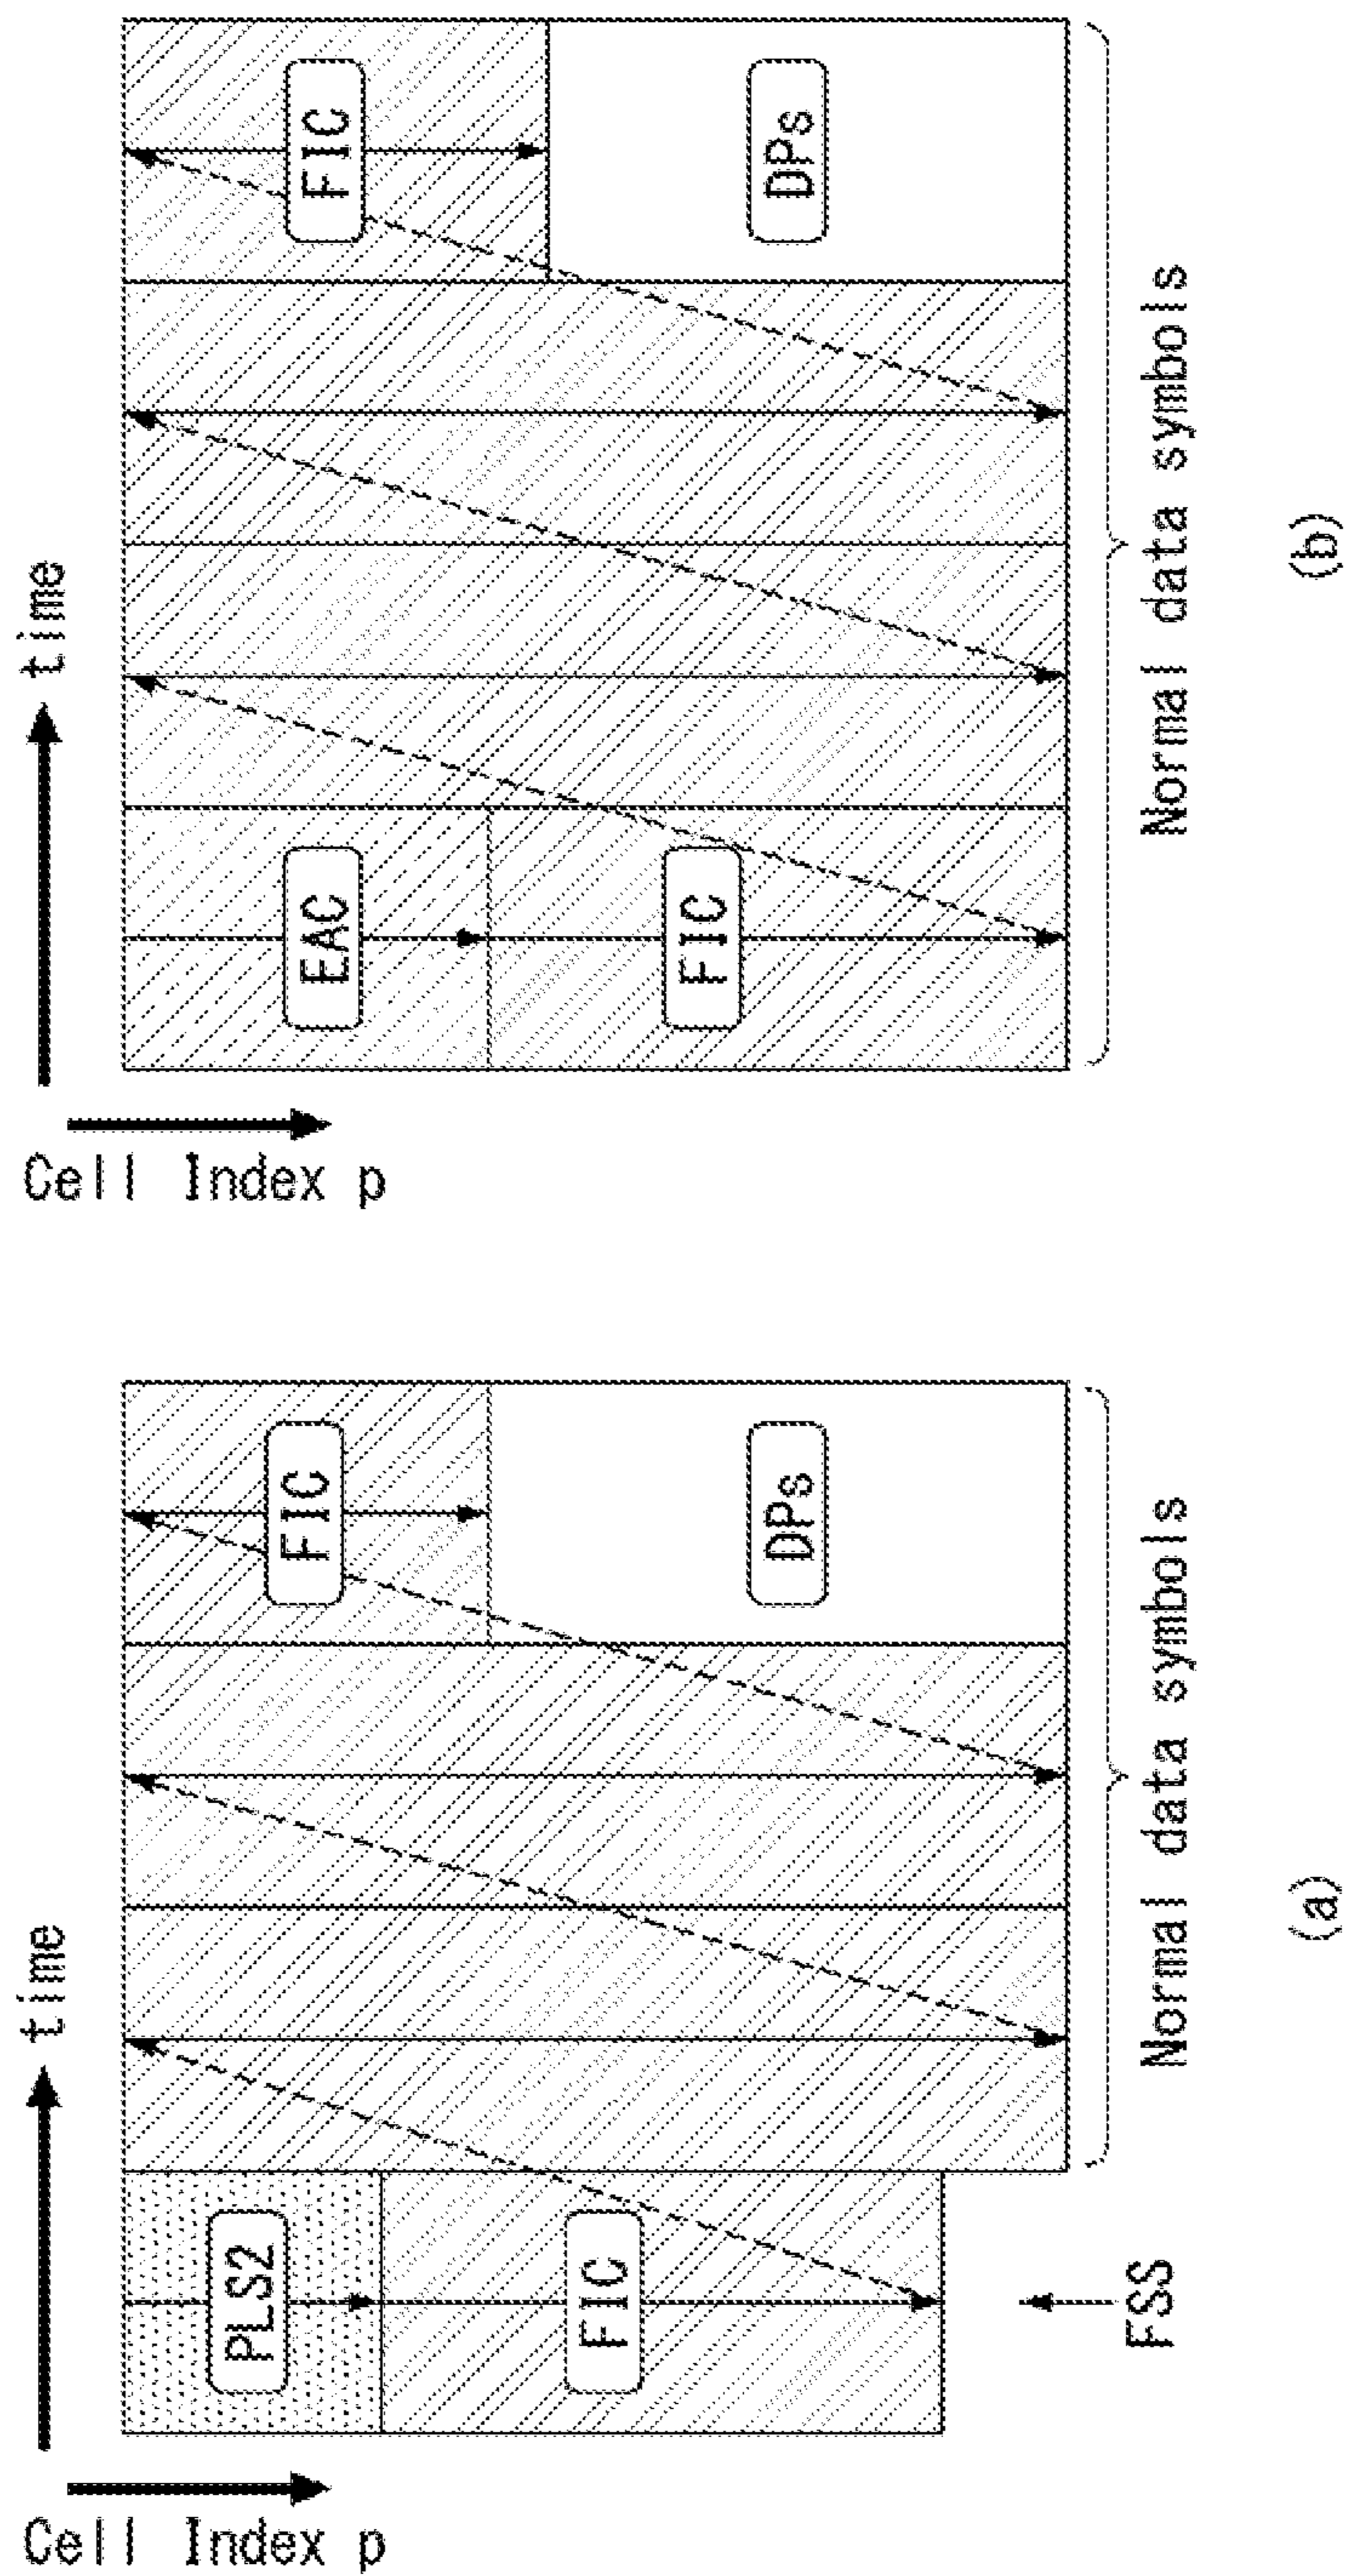 time
Cell Index p
PLS2
FIC
FIC
DPs
FSS
Normal data symbols
(a)
time
Cell Index p
EAC
FIC
FIC
DPs
Normal data symbols
(b)